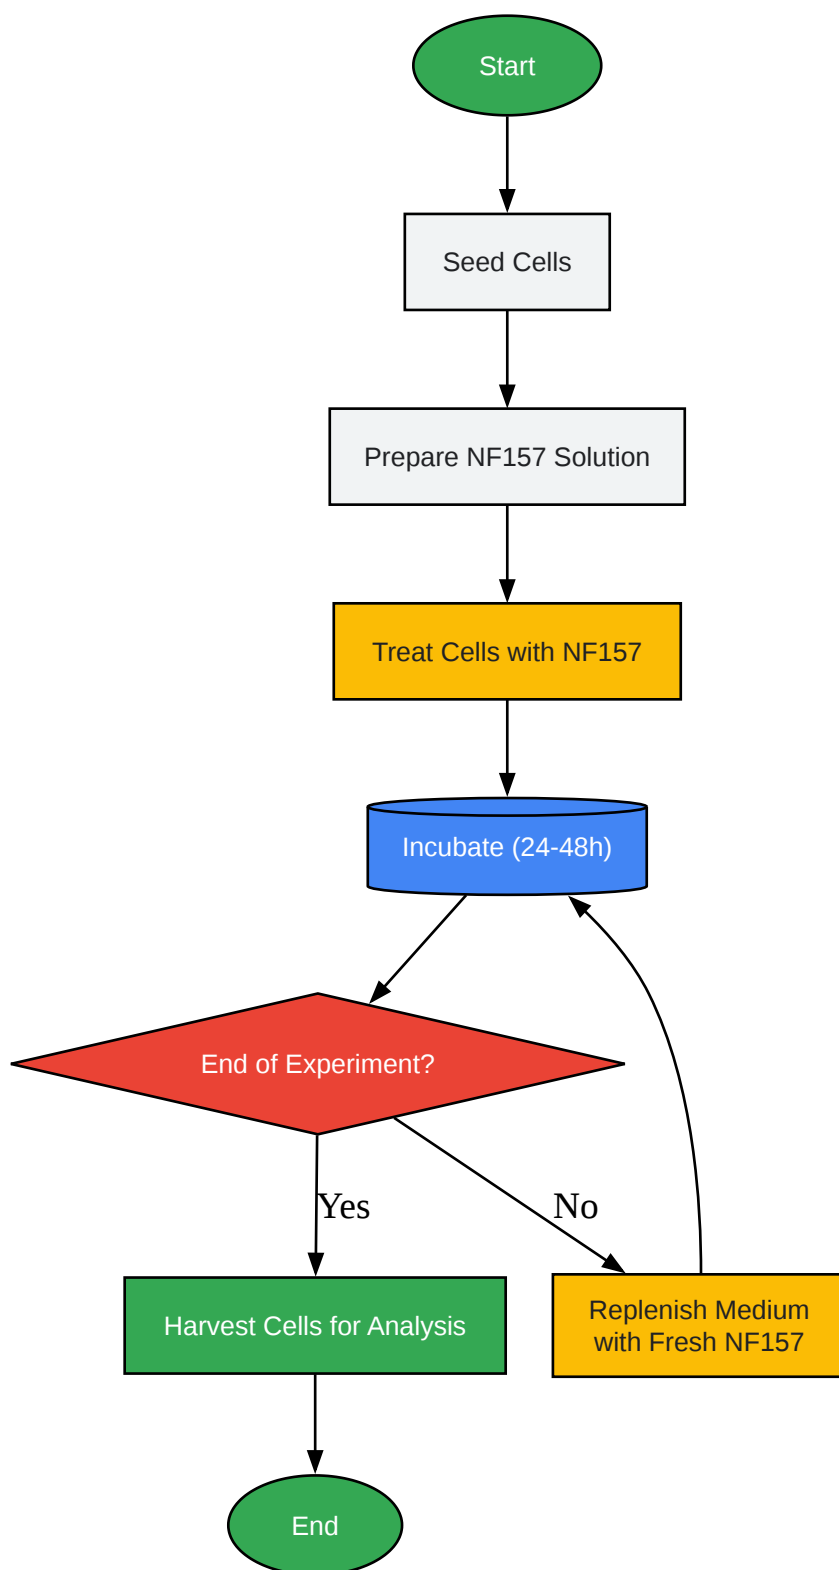 Start
Seed Cells
Prepare NF157 Solution
Treat Cells with NF157
Incubate (24-48h)
End of Experiment?
Yes
No
Harvest Cells for Analysis
Replenish Medium
with Fresh NF157
End